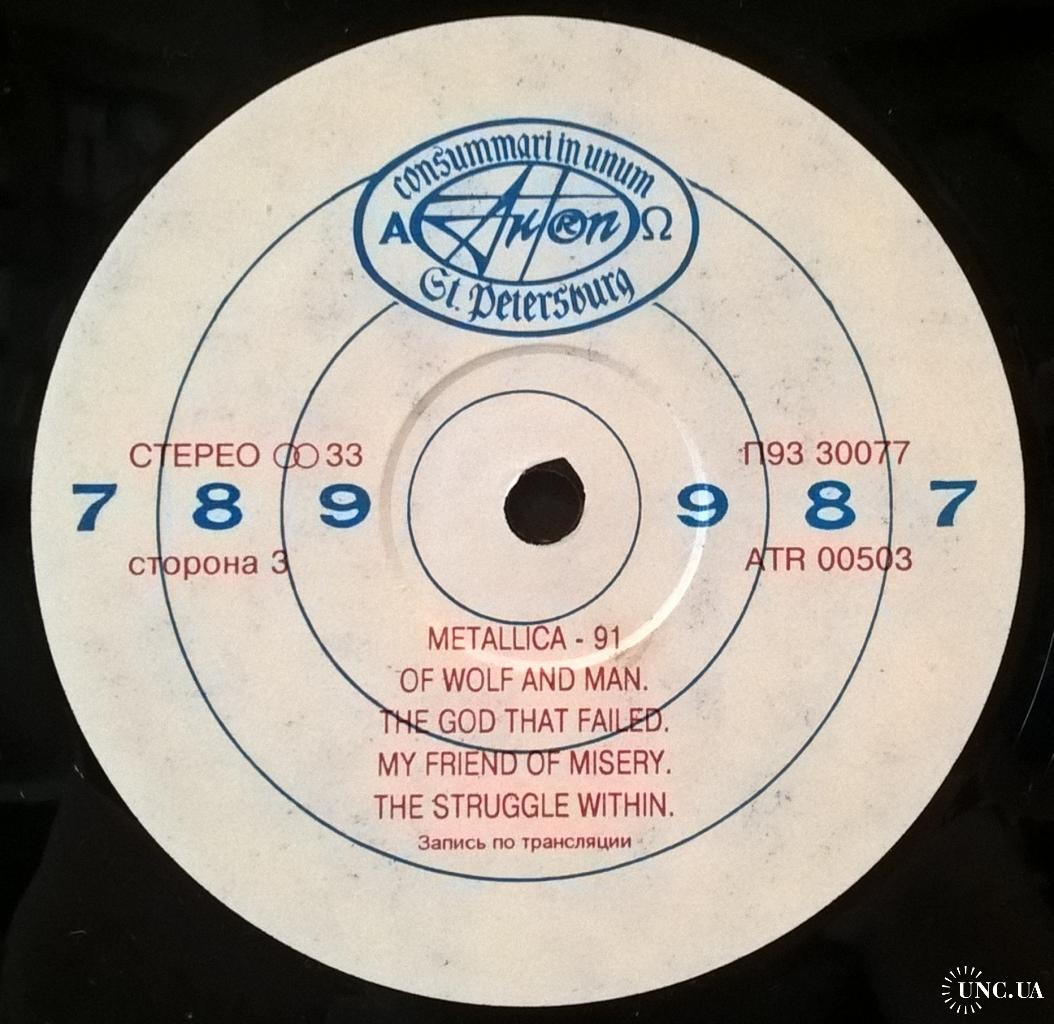 consummari in unum
Α Антон ® Ω
St. Petersburg
СТЕРЕО 33
П93 30077
7 8 9 9 8 7
сторона 3
ATR 00503
METALLICA - 91
OF WOLF AND MAN.
THE GOD THAT FAILED.
MY FRIEND OF MISERY.
THE STRUGGLE WITHIN.
Запись по трансляции
UNC.UA